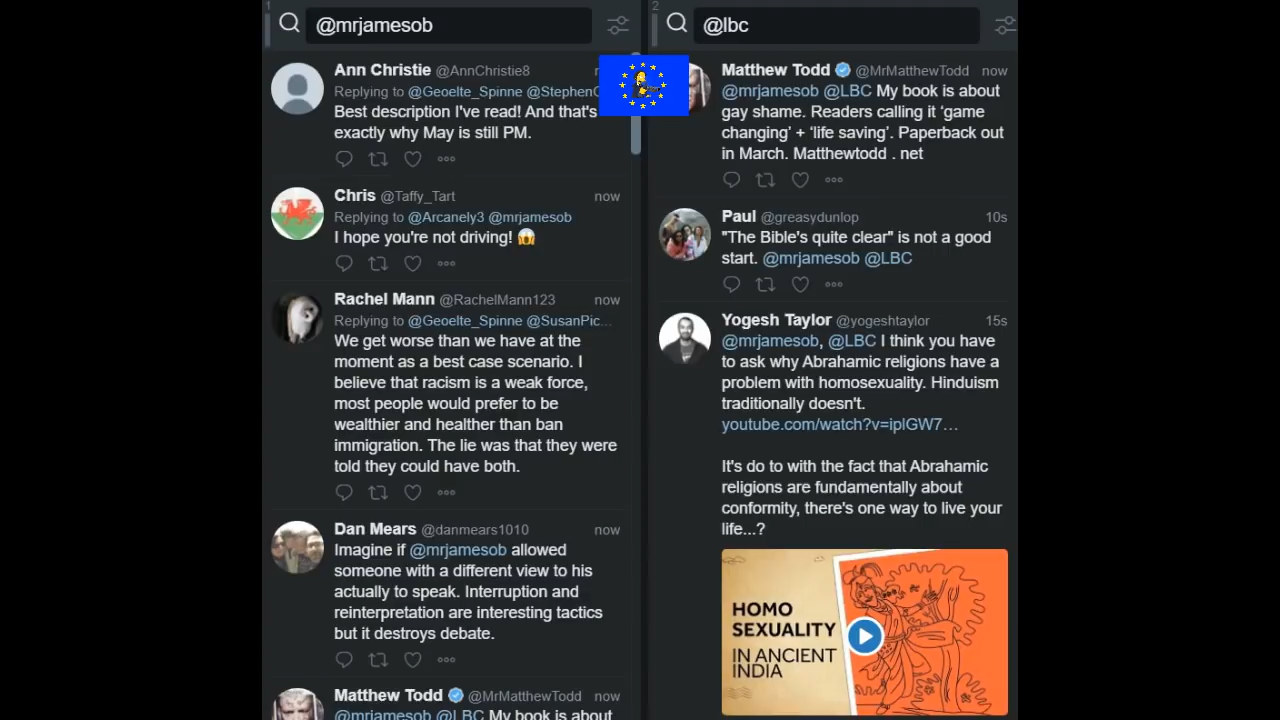 1
@mrjamesob
Ann Christie @AnnChristie8
Replying to @Geoelte_Spinne
Best description I've read! And that's
exactly why May is still PM.
Chris @Taffy_Tart now
Replying to @Arcanely3 @mrjamesob
I hope you're not driving! 😱
Rachel Mann @RachelMann123 now
Replying to @Geoelte_Spinne @SusanPic...
We get worse than we have at the
moment as a best case scenario. I
believe that racism is a weak force,
most people would prefer to be
wealthier and healther than ban
immigration. The lie was that they were
told they could have both.
Dan Mears @danmears1010 now
Imagine if @mrjamesob allowed
someone with a different view to his
actually to speak. Interruption and
reinterpretation are interesting tactics
but it destroys debate.
Matthew Todd @MrMatthewTodd now
@mrjamesob @LBC My book is about
2
@lbc
Matthew Todd @MrMatthewTodd now
@mrjamesob @LBC My book is about
gay shame. Readers calling it ‘game
changing’ + ‘life saving’. Paperback out
in March. Matthewtodd . net
Paul @greasydunlop 10s
"The Bible's quite clear" is not a good
start. @mrjamesob @LBC
Yogesh Taylor @yogeshtaylor 15s
@mrjamesob, @LBC I think you have
to ask why Abrahamic religions have a
problem with homosexuality. Hinduism
traditionally doesn't.
youtube.com/watch?v=iplGW7…
It's do to with the fact that Abrahamic
religions are fundamentally about
conformity, there's one way to live your
life...?
HOMO
SEXUALITY
IN ANCIENT
INDIA